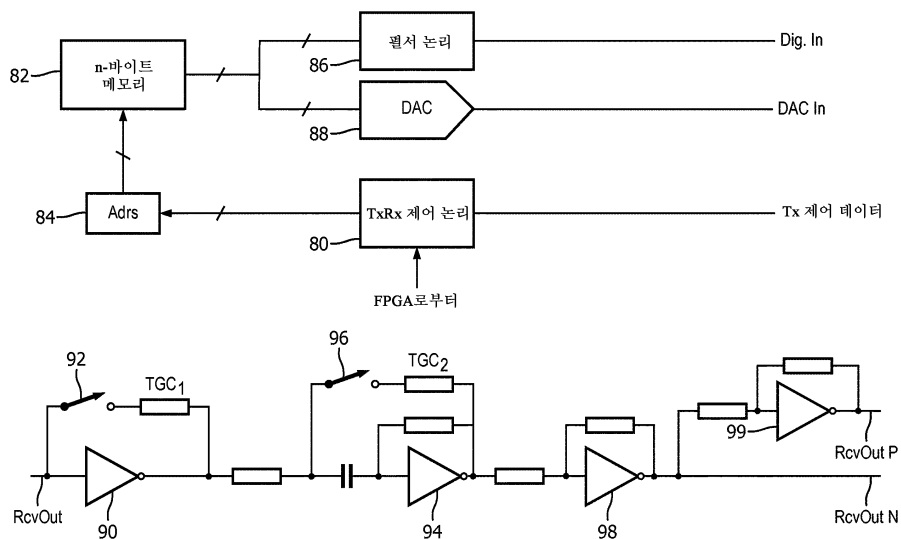 82
n-바이트
메모리
86
펄서 논리
Dig. In
88
DAC
DAC In
84
Adrs
80
TxRx 제어 논리
Tx 제어 데이터
FPGA로부터
92
TGC1
96
TGC2
99
RcvOut P
RcvOut
90
94
98
RcvOut N